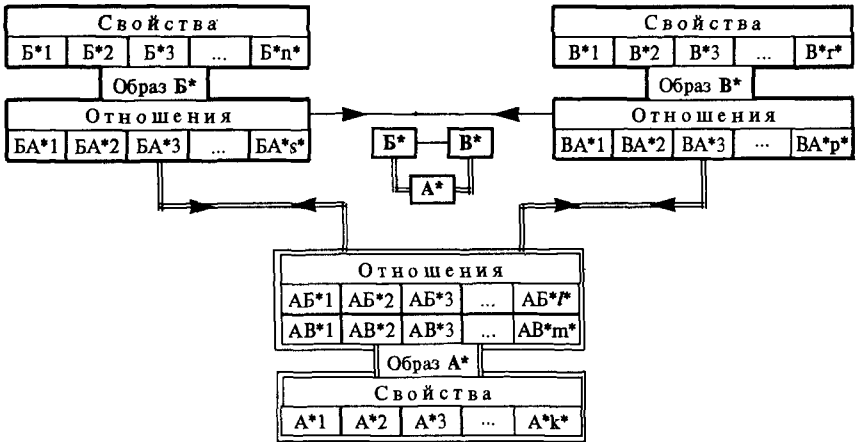 Свойства
Б*1 Б*2 Б*3 ... Б*n*
Образ Б*
Отношения
БА*1 БА*2 БА*3 ... БА*s*
Свойства
В*1 В*2 В*3 ... В*r*
Образ В*
Отношения
ВА*1 ВА*2 ВА*3 ... ВА*p*
Б* В*
А*
Отношения
АБ*1 АБ*2 АБ*3 ... АБ*l*
АВ*1 АВ*2 АВ*3 ... АВ*m*
Образ А*
Свойства
А*1 А*2 А*3 ... А*k*